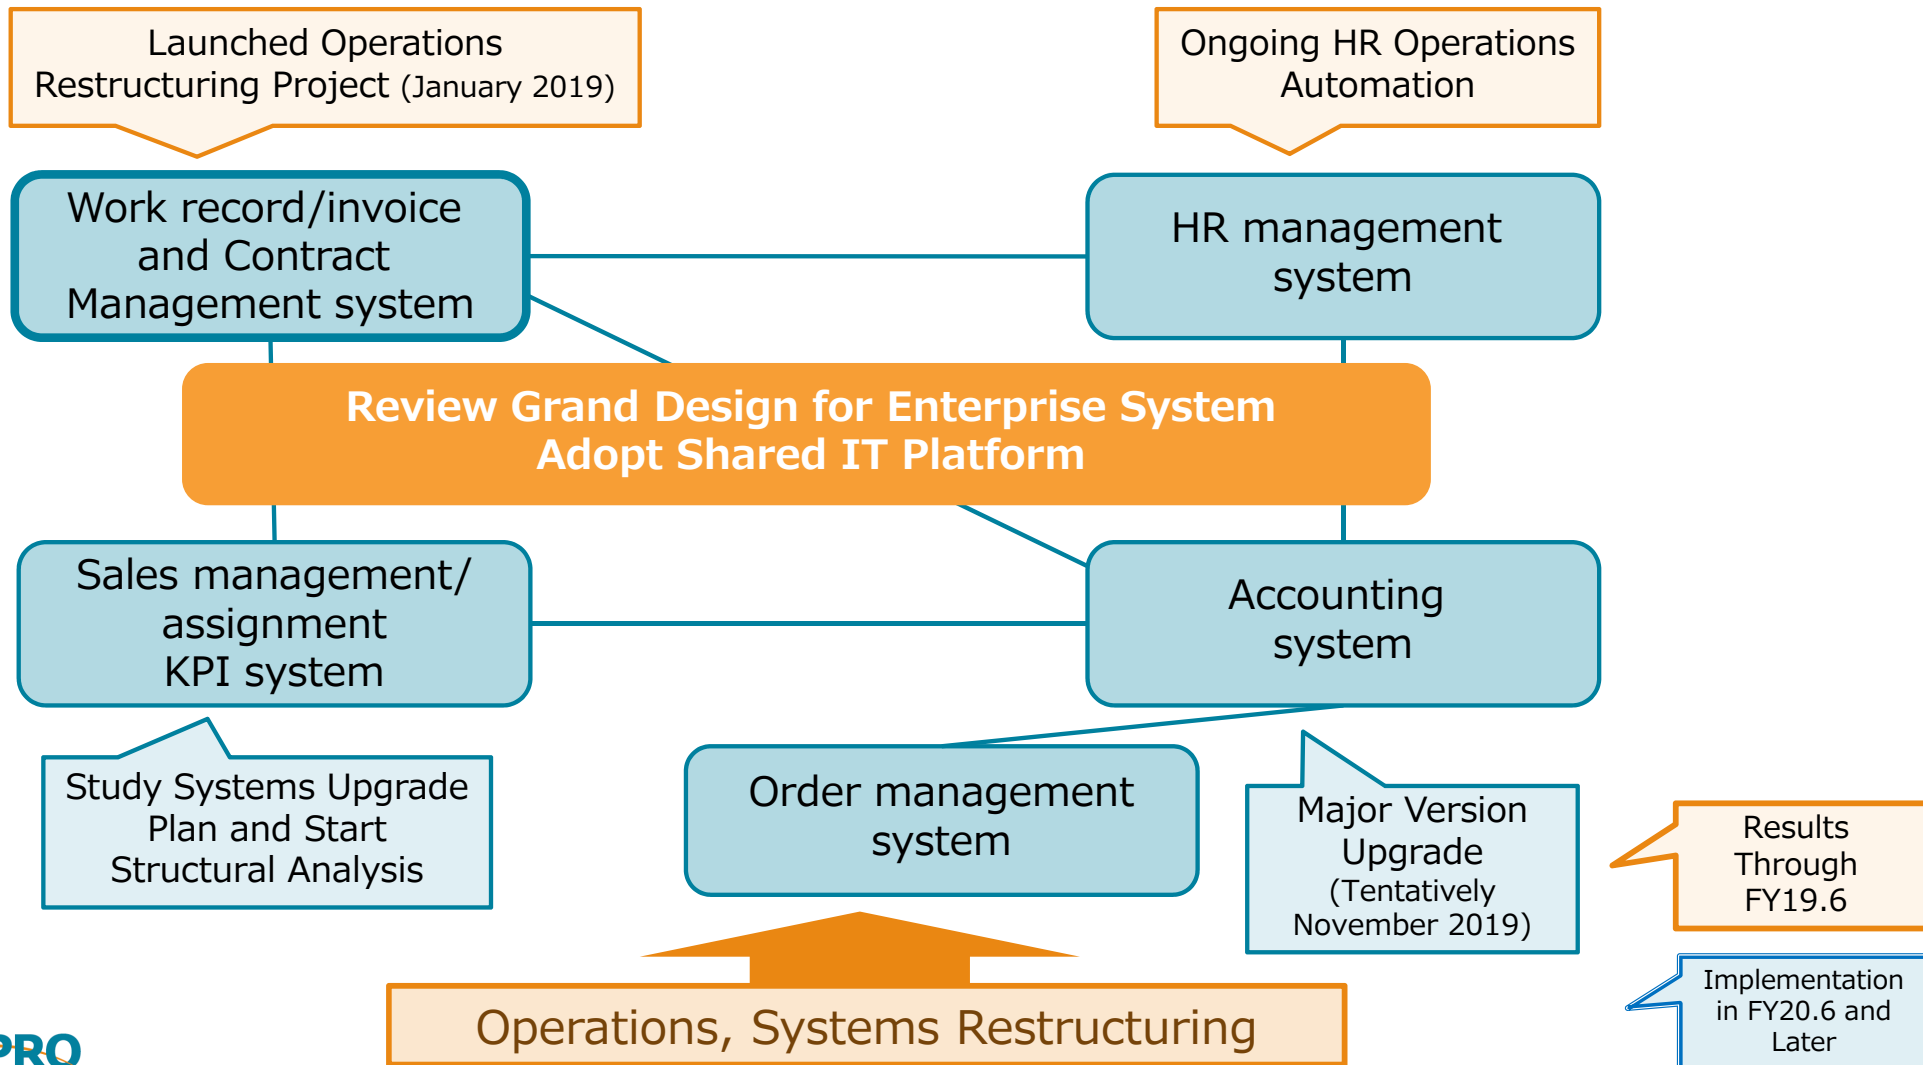 Launched Operations
Restructuring Project (January 2019)
Ongoing HR Operations
Automation
Work record/invoice
and Contract
Management system
HR management
system
Review Grand Design for Enterprise System
Adopt Shared IT Platform
Sales management/
assignment
KPI system
Accounting
system
Study Systems Upgrade
Plan and Start
Structural Analysis
Order management
system
Major Version
Upgrade
(Tentatively
November 2019)
Results
Through
FY19.6
Implementation
in FY20.6 and
Later
Operations, Systems Restructuring
PRO